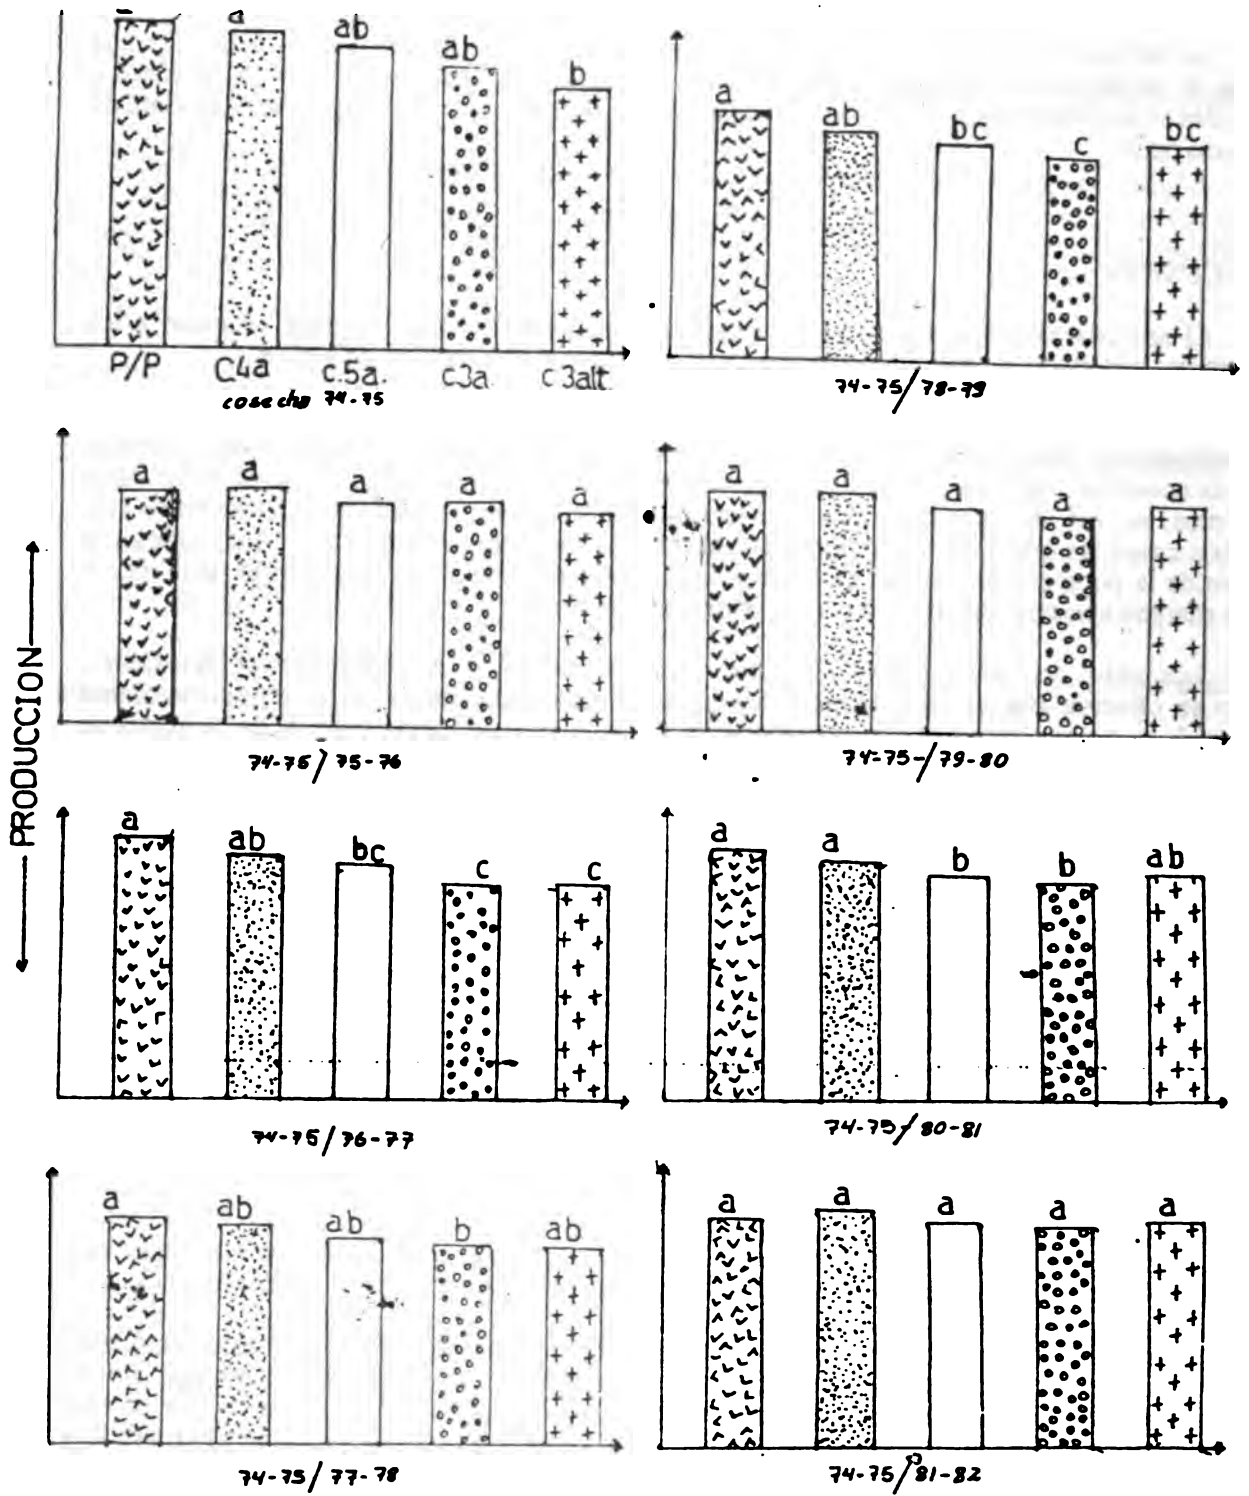 a ab ab b
P/P C.4a c.5a. c3a c3alt.
cosecha 74-75
a ab bc c bc
74-75/78-79
PRODUCCION
a a a a a
74-75/75-76
a a a a a
74-75-/79-80
a ab bc c c
74-75/76-77
a a b b ab
74-75/80-81
a ab ab b ab
74-75/77-78
a a a a a
74-75/81-82